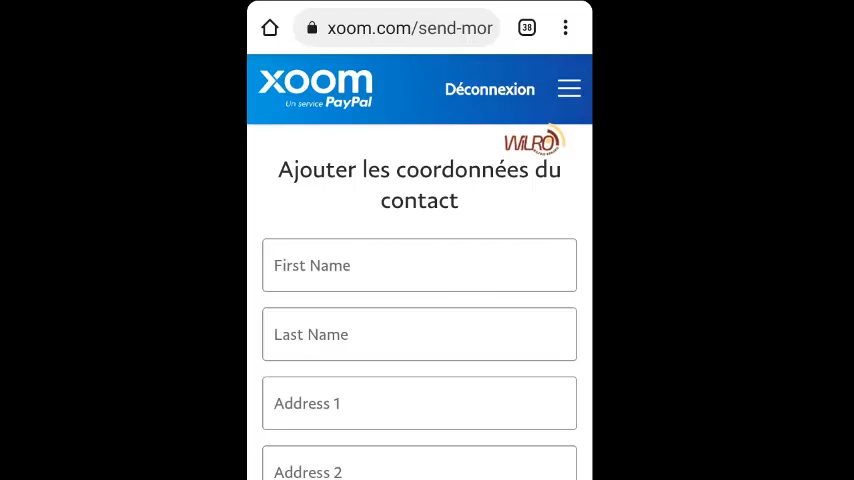 xoom.com/send-mor
38
xoom
Déconnexion
Un service PayPal
WILRO
Ajouter les coordonnées du
contact
First Name
Last Name
Address 1
Address 2